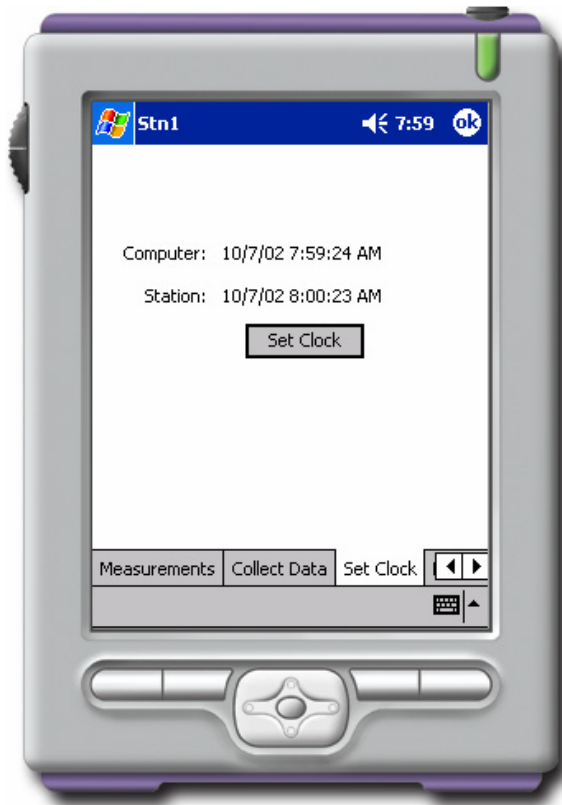 Stn1 7:59 ok
Computer: 10/7/02 7:59:24 AM
Station: 10/7/02 8:00:23 AM
Set Clock
Measurements Collect Data Set Clock